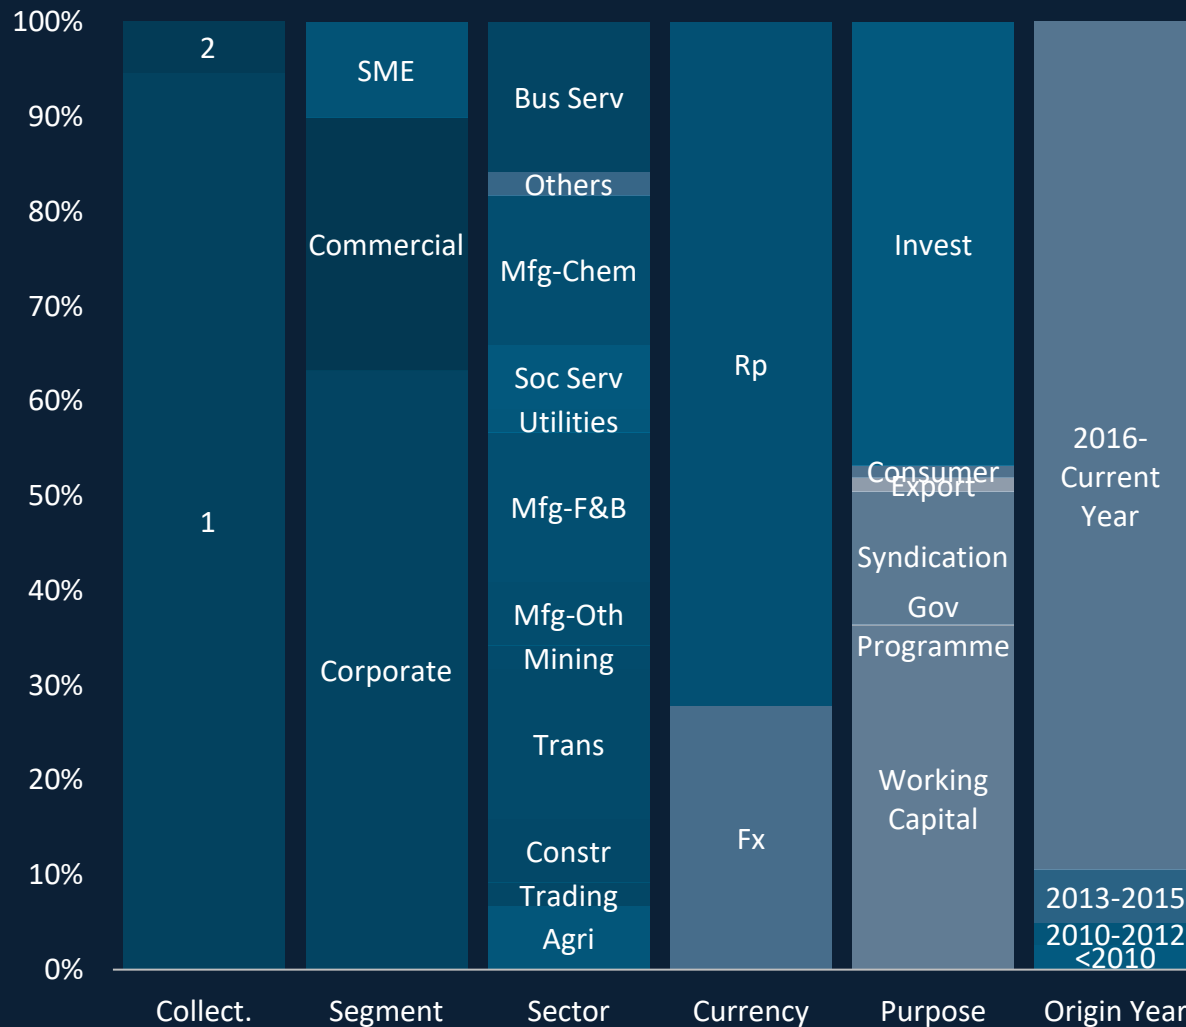 100%
90%
80%
70%
60%
50%
40%
30%
20%
10%
0%
2
1
SME
Commercial
Corporate
Bus Serv
Others
Mfg-Chem
Soc Serv
Utilities
Mfg-F&B
Mfg-Oth
Mining
Trans
Constr
Trading
Agri
Rp
Fx
Invest
Consumer
Export
Syndication
Gov
Programme
Working
Capital
2016-
Current
Year
2013-2015
2010-2012
<2010
Collect.
Segment
Sector
Currency
Purpose
Origin Year